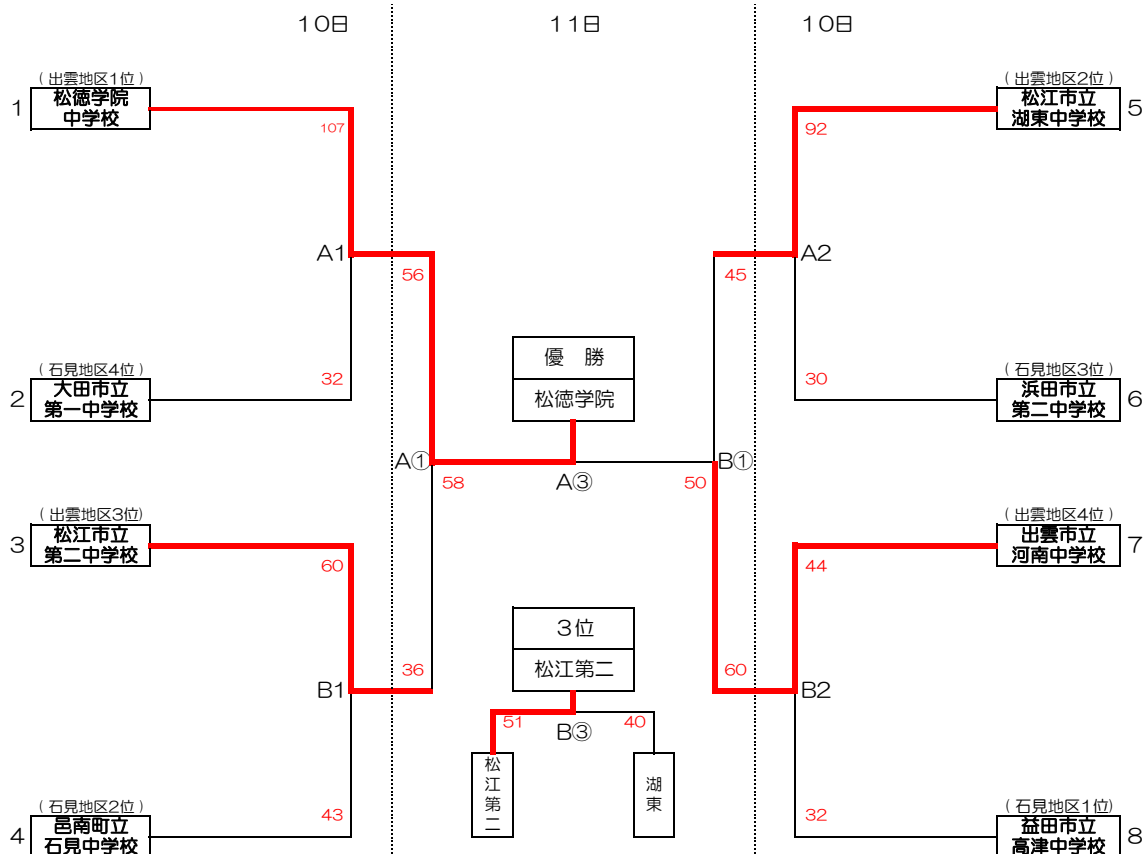 10日
11日
10日
(出雲地区1位)
1
松徳学院
中学校
107
A1
56
(石見地区4位)
2
大田市立
第一中学校
32
(出雲地区3位)
3
松江市立
第二中学校
60
B1
36
(石見地区2位)
4
邑南町立
石見中学校
43
A①
58
優 勝
松徳学院
A③
50
B①
3位
松江第二
51
B③
40
松江第二
湖東
(出雲地区2位)
松江市立
湖東中学校
5
92
A2
45
(石見地区3位)
浜田市立
第二中学校
6
30
(出雲地区4位)
出雲市立
河南中学校
7
44
B2
60
(石見地区1位)
益田市立
高津中学校
8
32